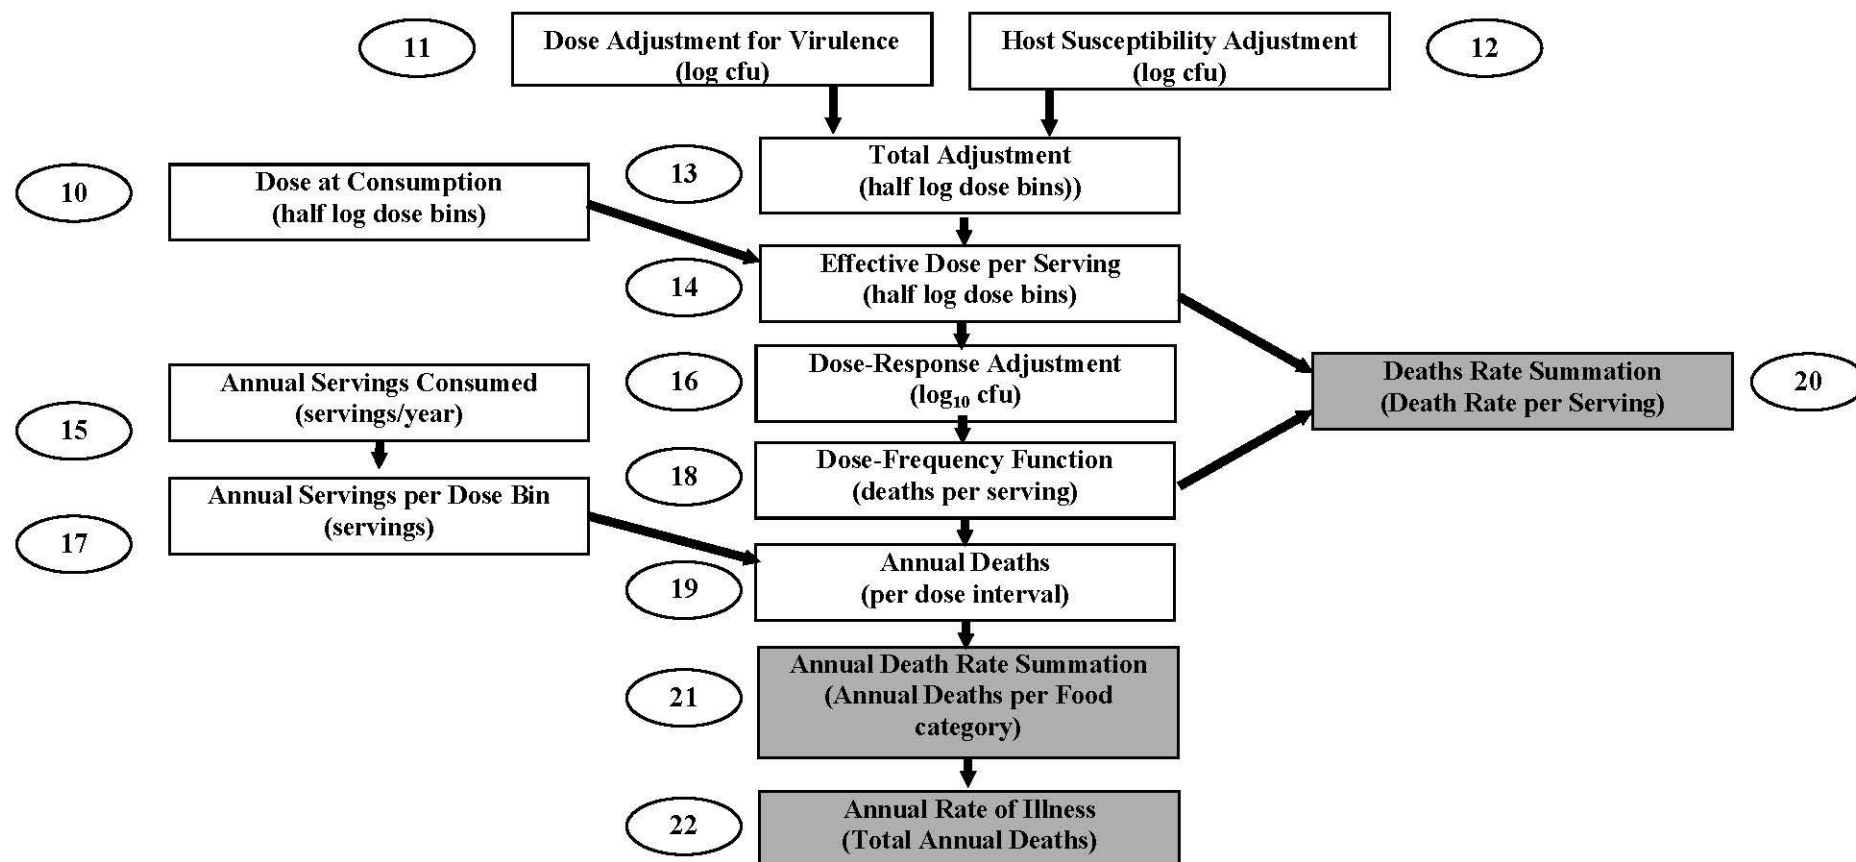 11
Dose Adjustment for Virulence
(log cfu)
Host Susceptibility Adjustment
(log cfu)
12
10
Dose at Consumption
(half log dose bins)
13
Total Adjustment
(half log dose bins))
14
Effective Dose per Serving
(half log dose bins)
15
Annual Servings Consumed
(servings/year)
16
Dose-Response Adjustment
(log₁₀ cfu)
Deaths Rate Summation
(Death Rate per Serving)
20
17
Annual Servings per Dose Bin
(servings)
18
Dose-Frequency Function
(deaths per serving)
19
Annual Deaths
(per dose interval)
21
Annual Death Rate Summation
(Annual Deaths per Food
category)
22
Annual Rate of Illness
(Total Annual Deaths)